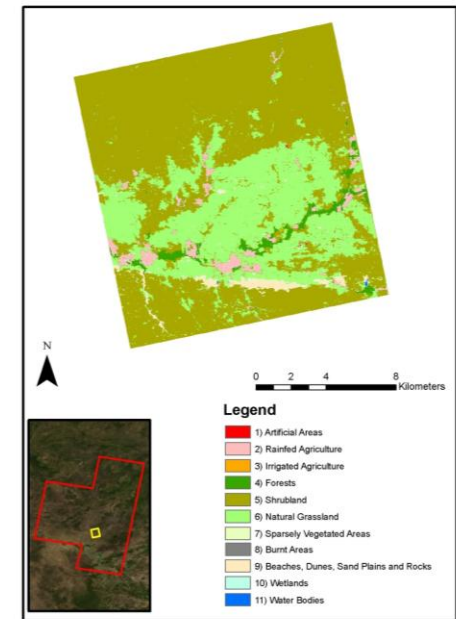 N
0 2 4 8
Kilometers
Legend
1) Artificial Areas
2) Rainfed Agriculture
3) Irrigated Agriculture
4) Forests
5) Shrubland
6) Natural Grassland
7) Sparsely Vegetated Areas
8) Burnt Areas
9) Beaches, Dunes, Sand Plains and Rocks
10) Wetlands
11) Water Bodies